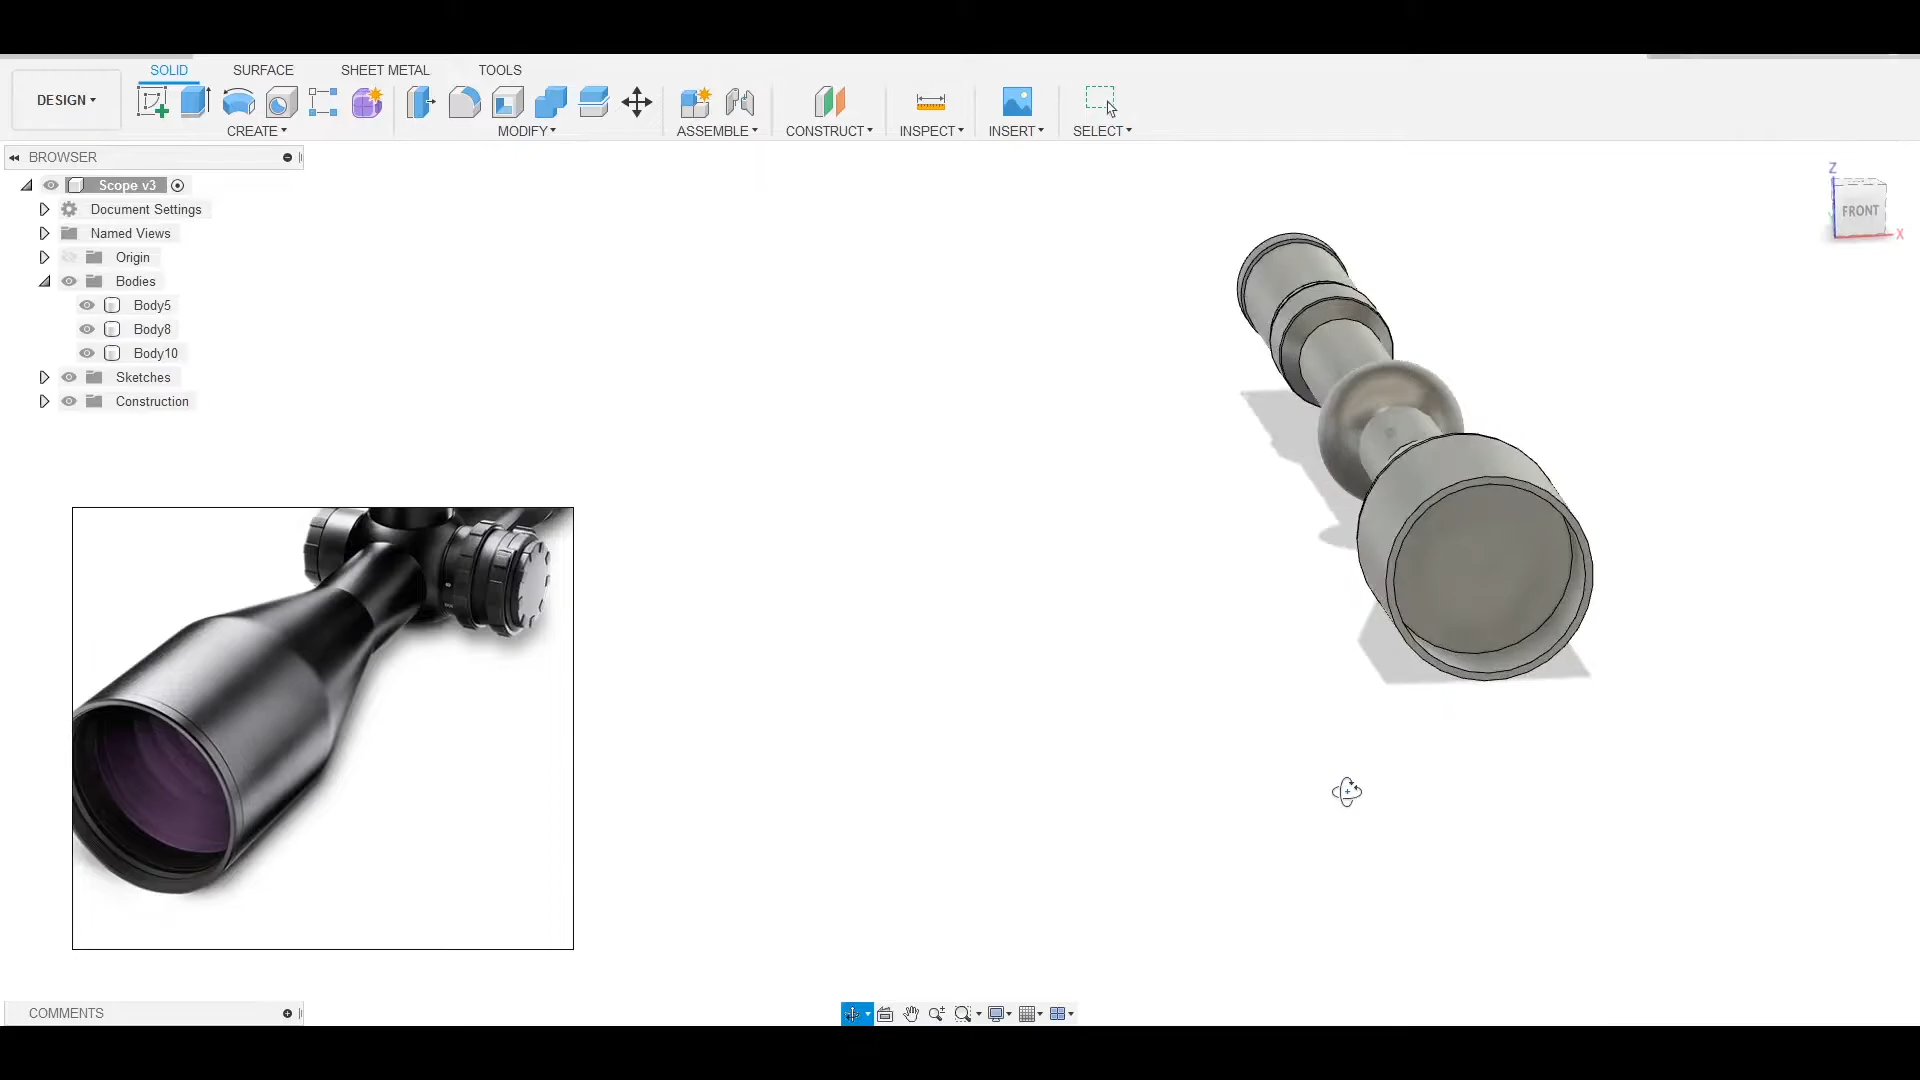 SOLID SURFACE SHEET METAL TOOLS
DESIGN
CREATE MODIFY ASSEMBLE CONSTRUCT INSPECT INSERT SELECT
BROWSER
Scope v3
Document Settings
Named Views
Origin
Bodies
Body5
Body8
Body10
Sketches
Construction
Z
FRONT
X
COMMENTS